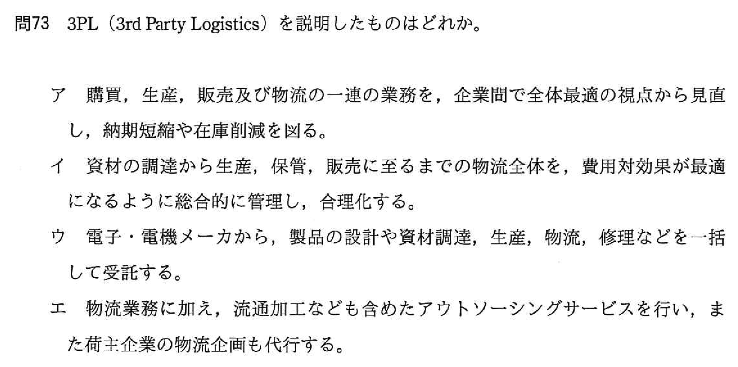 問73 3PL（3rd Party Logistics）を説明したものはどれか。
ア 購買，生産，販売及び物流の一連の業務を，企業間で全体最適の視点から見直
し，納期短縮や在庫削減を図る。
イ 資材の調達から生産，保管，販売に至るまでの物流全体を，費用対効果が最適
になるように総合的に管理し，合理化する。
ウ 電子・電機メーカから，製品の設計や資材調達，生産，物流，修理などを一括
して受託する。
エ 物流業務に加え，流通加工なども含めたアウトソーシングサービスを行い，ま
た荷主企業の物流企画も代行する。